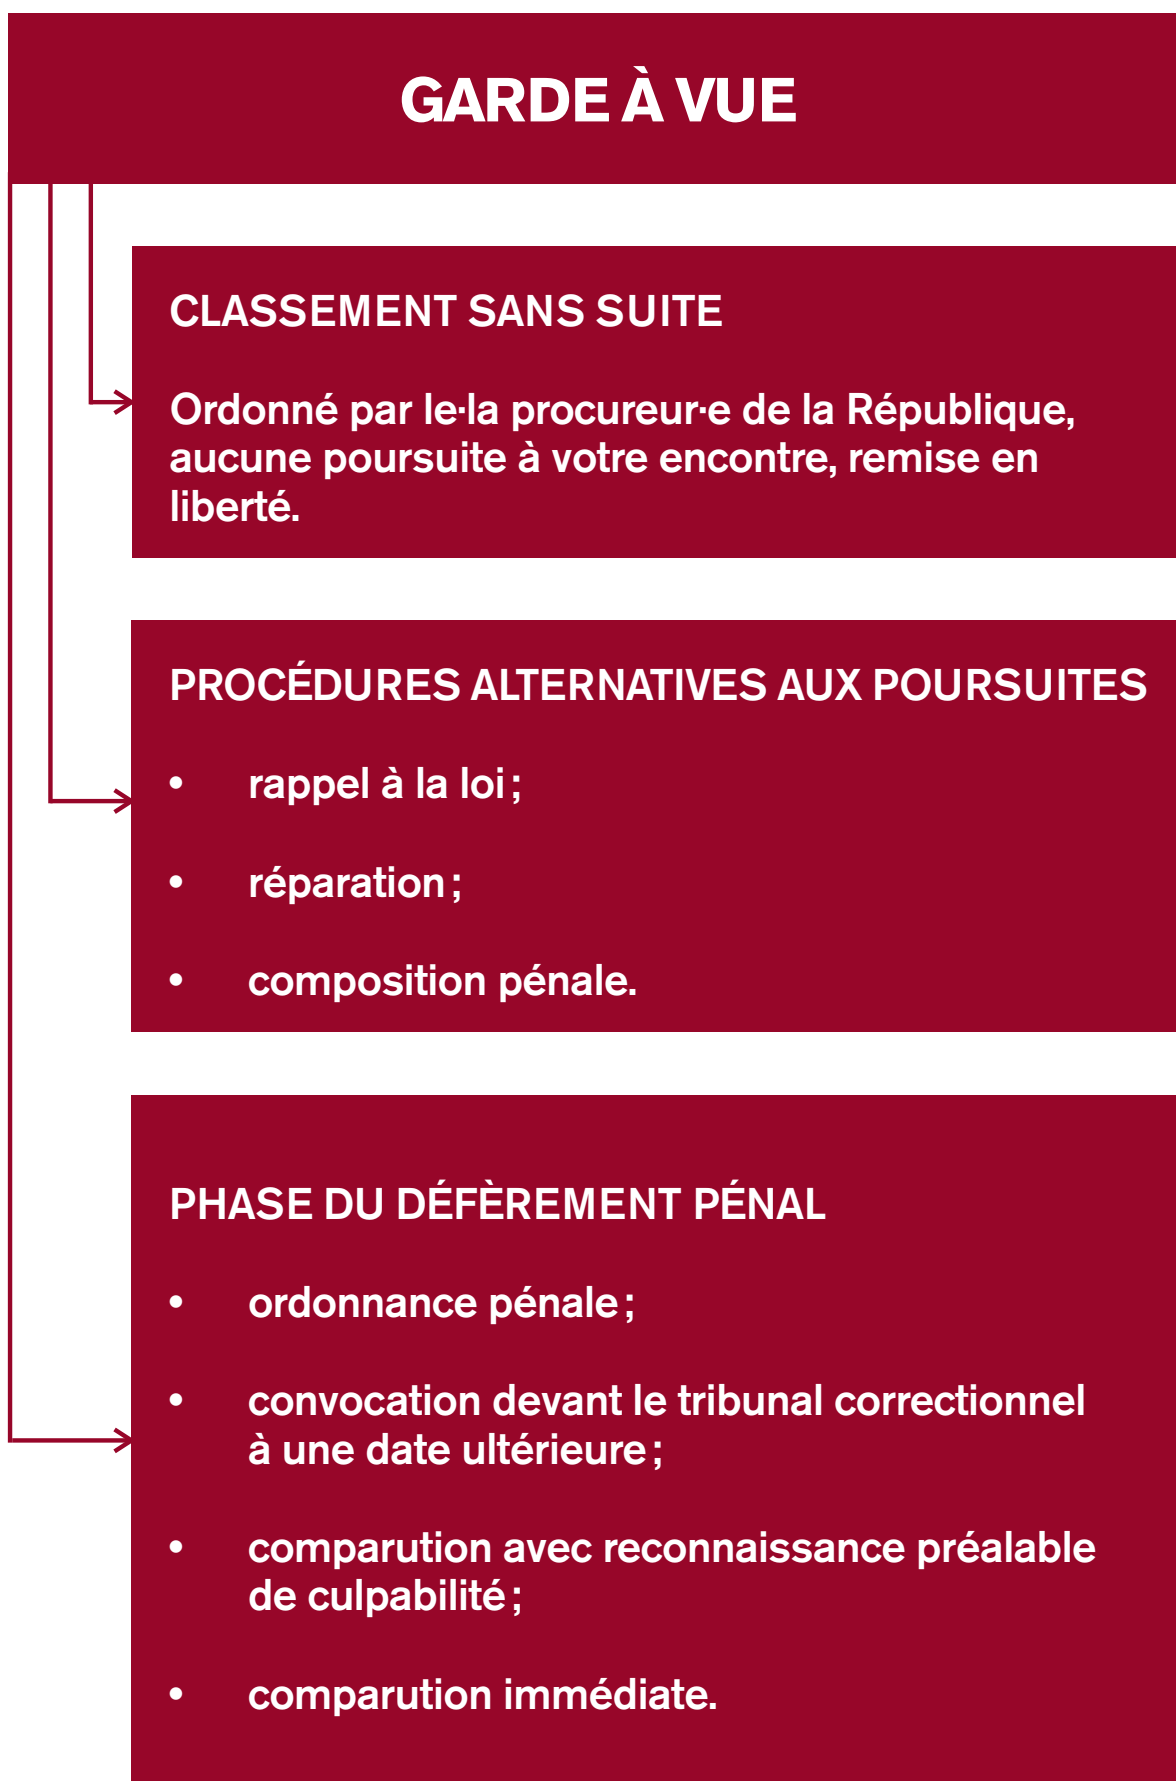 GARDE À VUE
CLASSEMENT SANS SUITE
Ordonné par le·la procureur·e de la République,
aucune poursuite à votre encontre, remise en
liberté.
PROCÉDURES ALTERNATIVES AUX POURSUITES
• rappel à la loi ;
• réparation ;
• composition pénale.
PHASE DU DÉFÈREMENT PÉNAL
• ordonnance pénale ;
• convocation devant le tribunal correctionnel
à une date ultérieure ;
• comparution avec reconnaissance préalable
de culpabilité ;
• comparution immédiate.